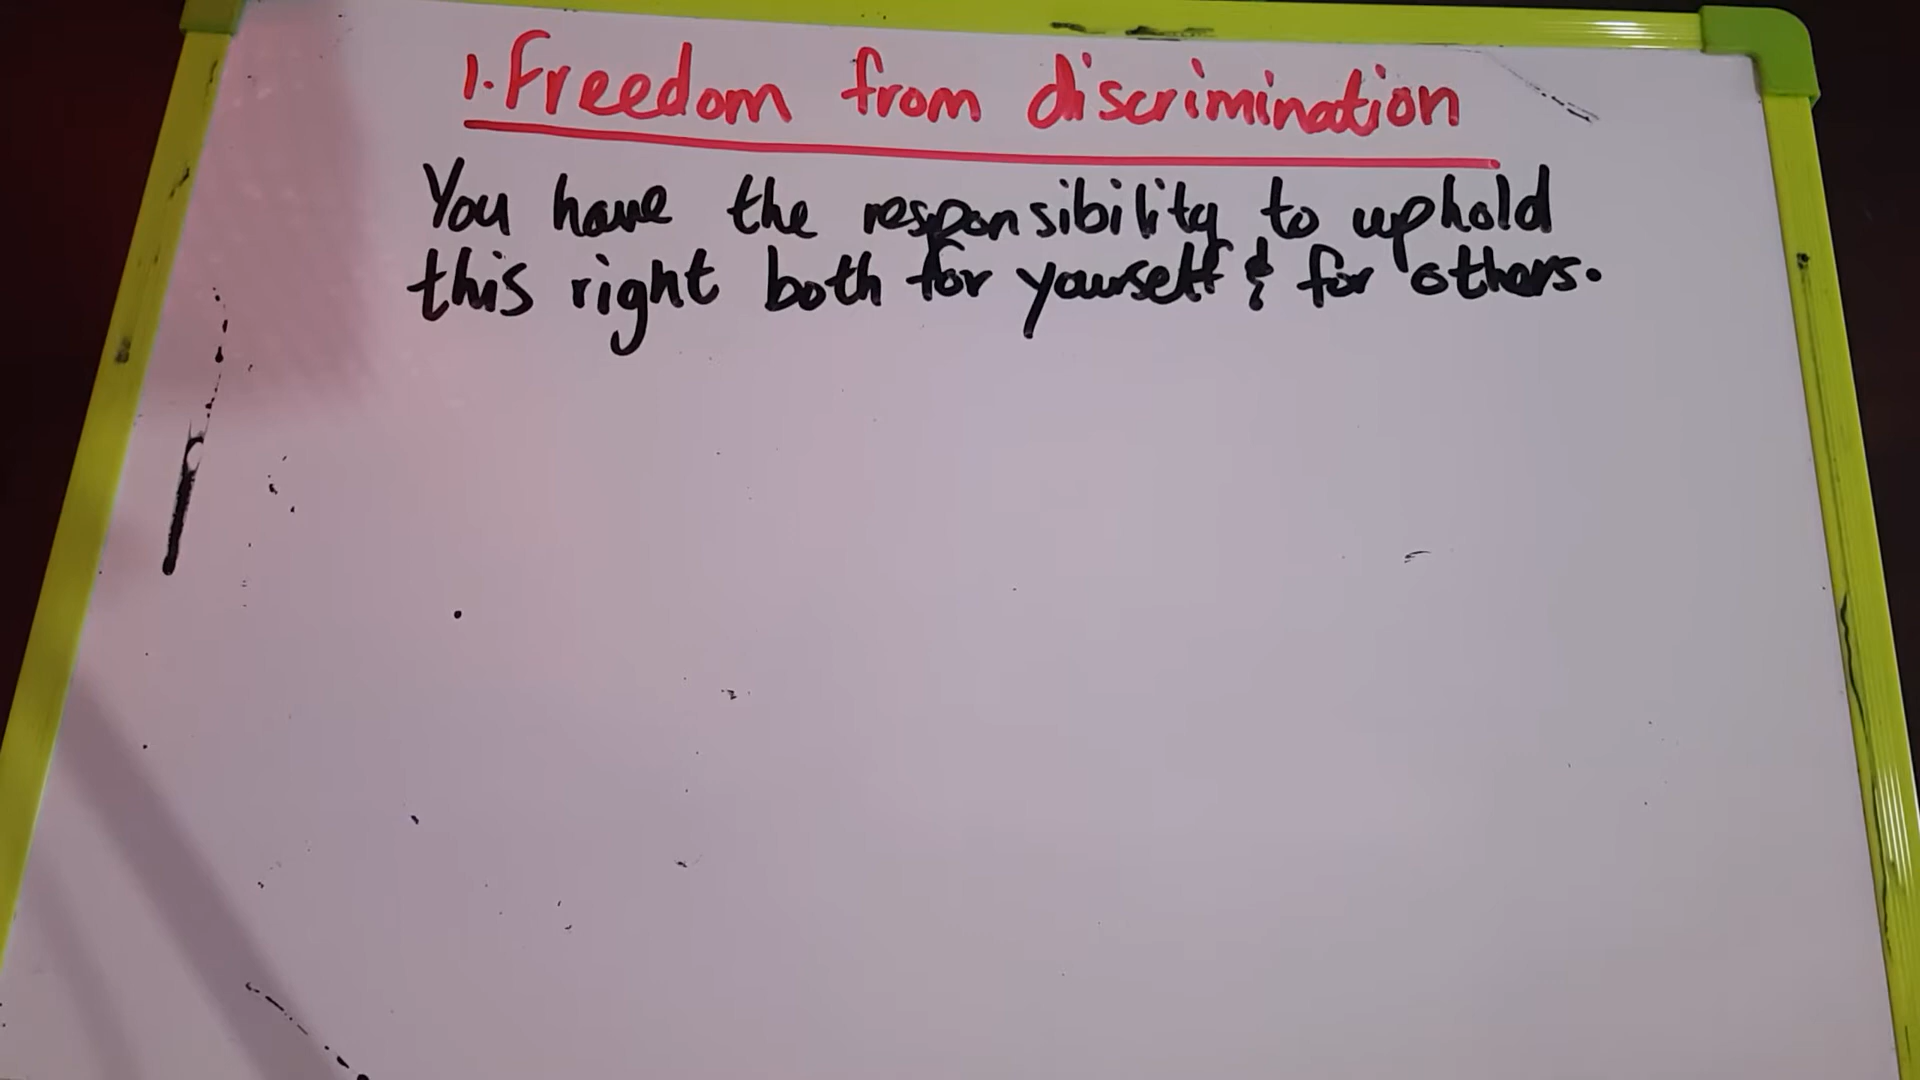 1. Freedom from discrimination
You have the responsibility to uphold
this right both for yourself & for others.